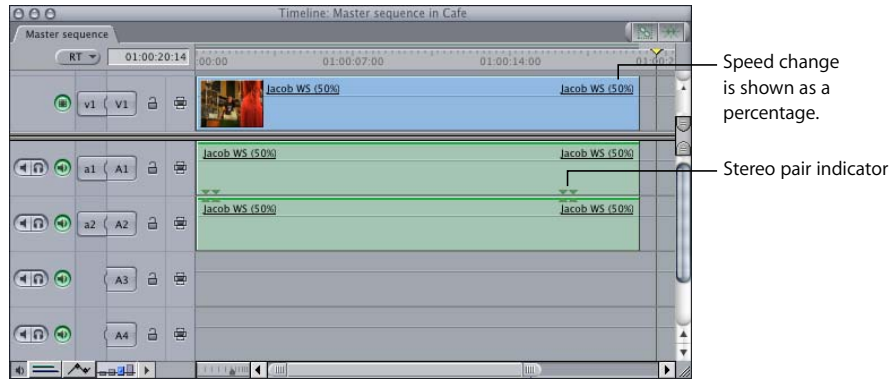 Timeline: Master sequence in Cafe
Master sequence
RT
01:00:20:14
:00:00
01:00:07:00
01:00:14:00
01:00:2
v1 V1
Jacob WS (50%)
Jacob WS (50%)
Speed change
is shown as a
percentage.
a1 A1
Jacob WS (50%)
Jacob WS (50%)
Stereo pair indicator
a2 A2
Jacob WS (50%)
Jacob WS (50%)
A3
A4